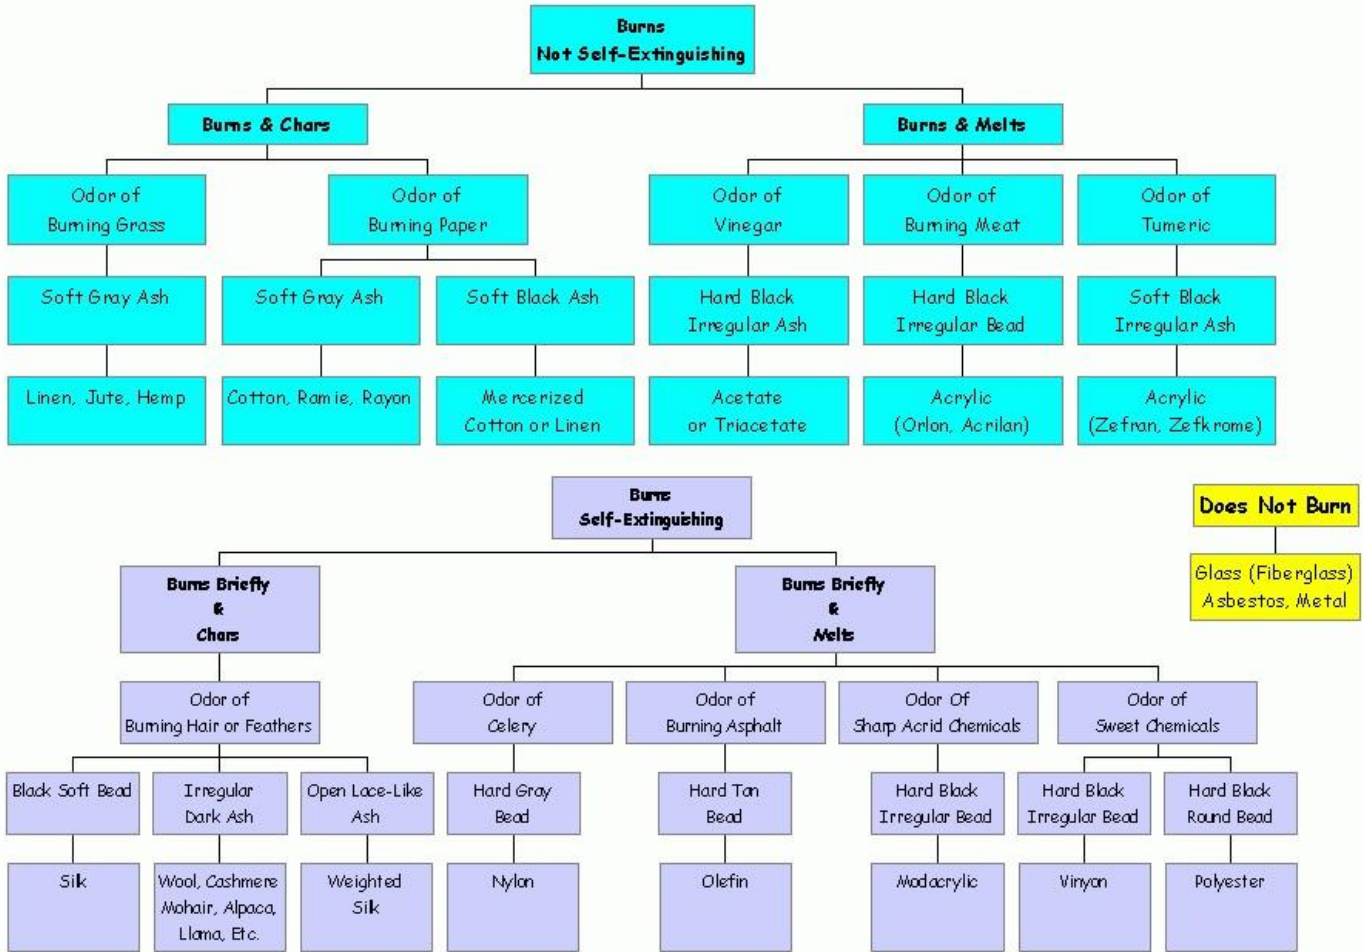 Burns
Not Self-Extinguishing
Burns & Chars
Burns & Melts
Odor of
Burning Grass
Odor of
Burning Paper
Odor of
Vinegar
Odor of
Burning Meat
Odor of
Tumeric
Soft Gray Ash
Soft Gray Ash
Soft Black Ash
Hard Black
Irregular Ash
Hard Black
Irregular Bead
Soft Black
Irregular Ash
Linen, Jute, Hemp
Cotton, Ramie, Rayon
Mercerized
Cotton or Linen
Acetate
or Triacetate
Acrylic
(Orlon, Acrilan)
Acrylic
(Zefran, Zefkrome)
Burns
Self-Extinguishing
Does Not Burn
Glass (Fiberglass)
Asbestos, Metal
Burns Briefly
&
Chars
Burns Briefly
&
Melts
Odor of
Burning Hair or Feathers
Odor of
Celery
Odor of
Burning Asphalt
Odor Of
Sharp Acrid Chemicals
Odor of
Sweet Chemicals
Black Soft Bead
Irregular
Dark Ash
Open Lace-Like
Ash
Hard Gray
Bead
Hard Tan
Bead
Hard Black
Irregular Bead
Hard Black
Irregular Bead
Hard Black
Round Bead
Silk
Wool, Cashmere
Mohair, Alpaca,
Llama, Etc.
Weighted
Silk
Nylon
Olefin
Modacrylic
Vinyon
Polyester